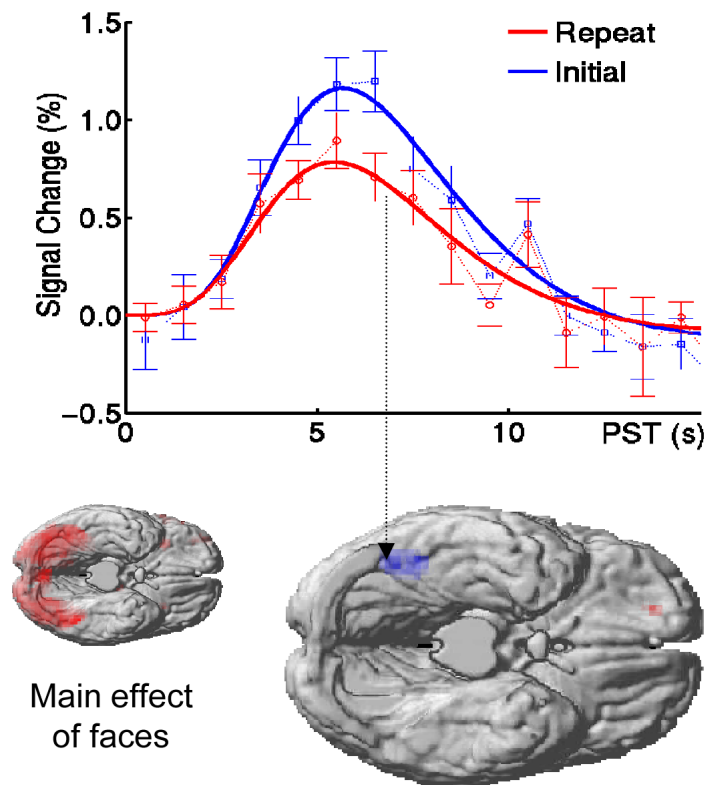 1.5
1.0
0.5
0.0
−0.5
Signal Change (%)
Repeat
Initial
0
5
10
PST (s)
Main effect
of faces